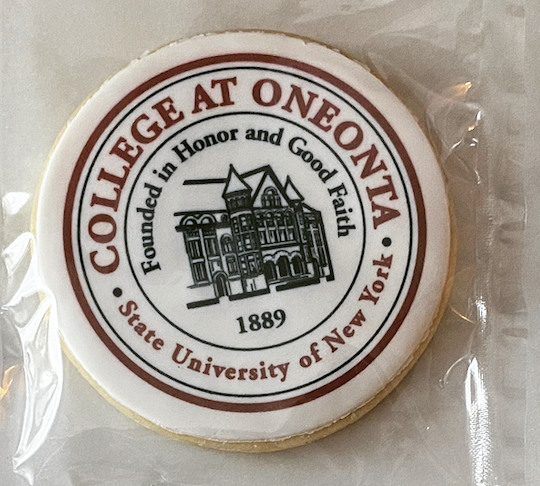 COLLEGE AT ONEONTA
Founded in Honor and Good Faith
1889
State University of New York